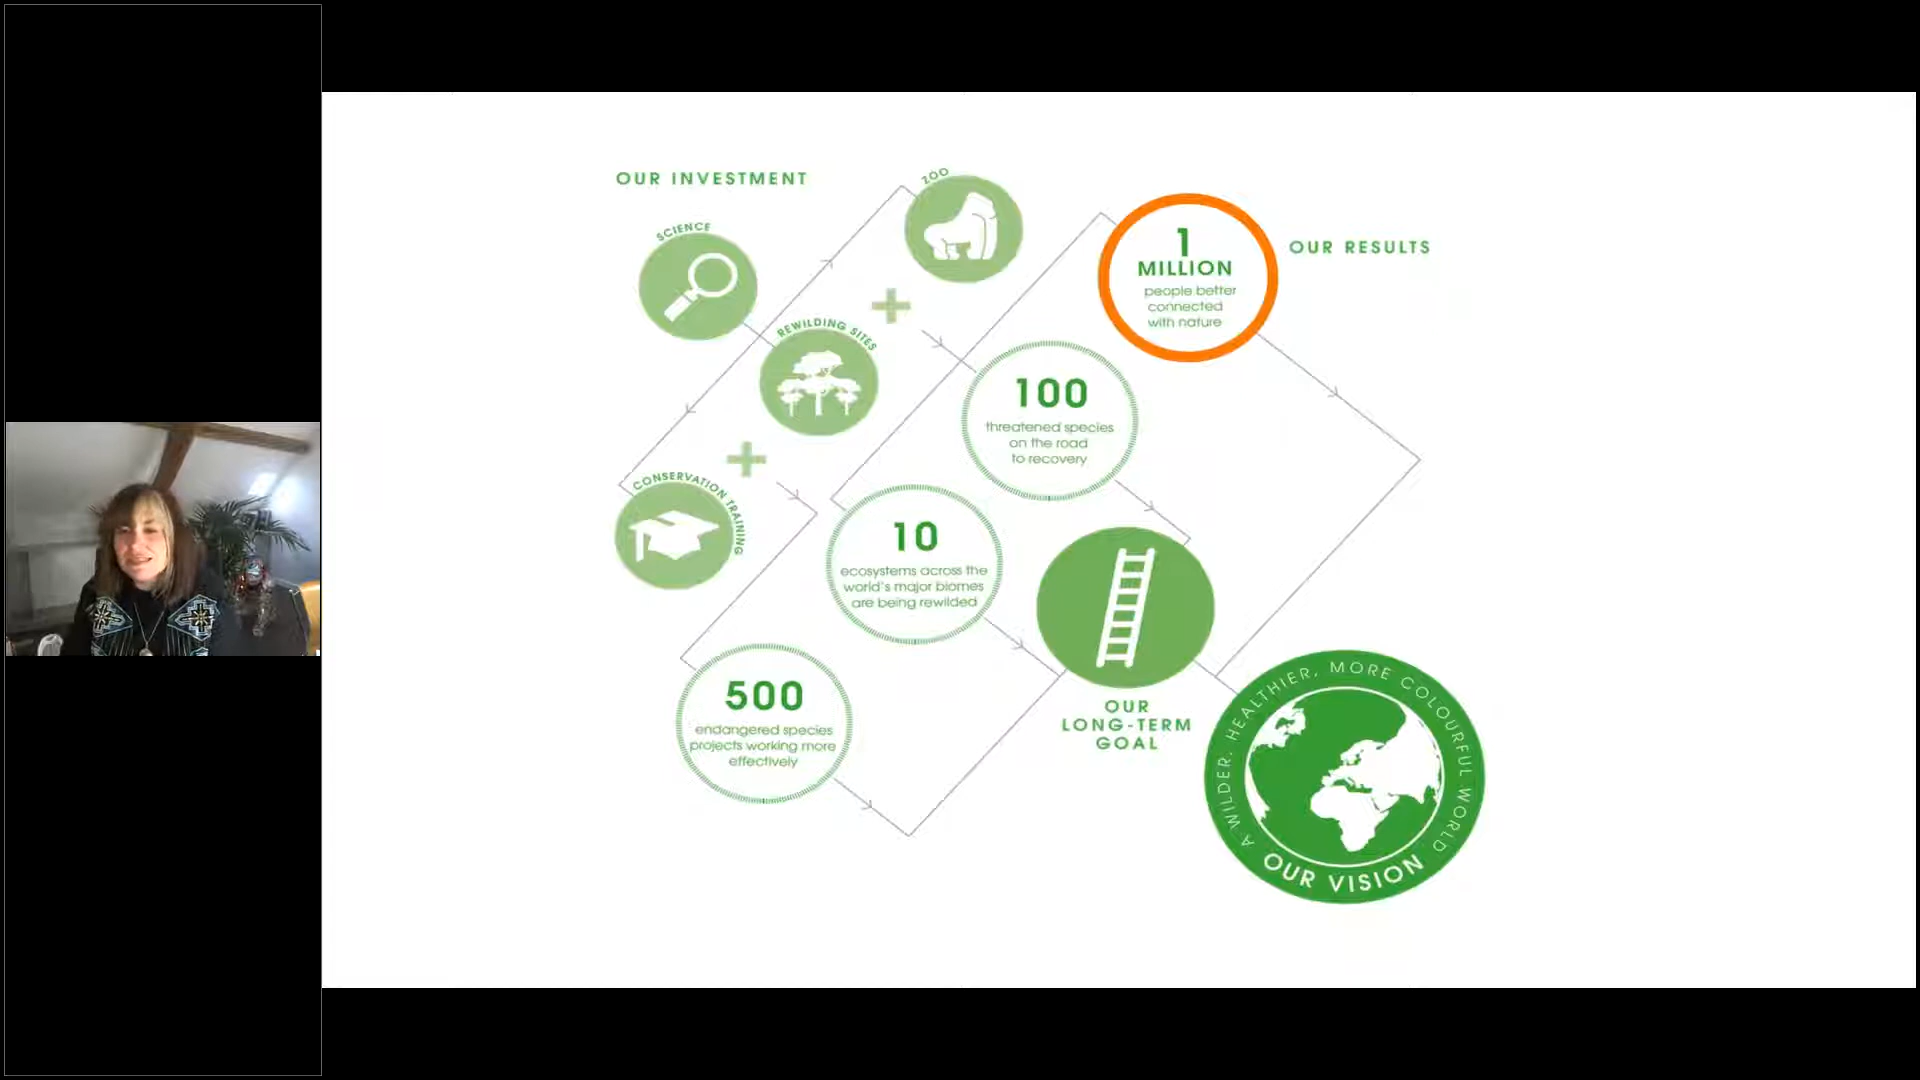 OUR INVESTMENT
SCIENCE
ZOO
REWILDING SITES
CONSERVATION TRAINING
OUR RESULTS
1
MILLION
people better
connected
with nature
100
threatened species
on the road
to recovery
10
ecosystems across the
world's major biomes
are being rewilded
500
endangered species
projects working more
effectively
OUR
LONG-TERM
GOAL
A WILDER, HEALTHIER, MORE COLOURFUL WORLD
OUR VISION